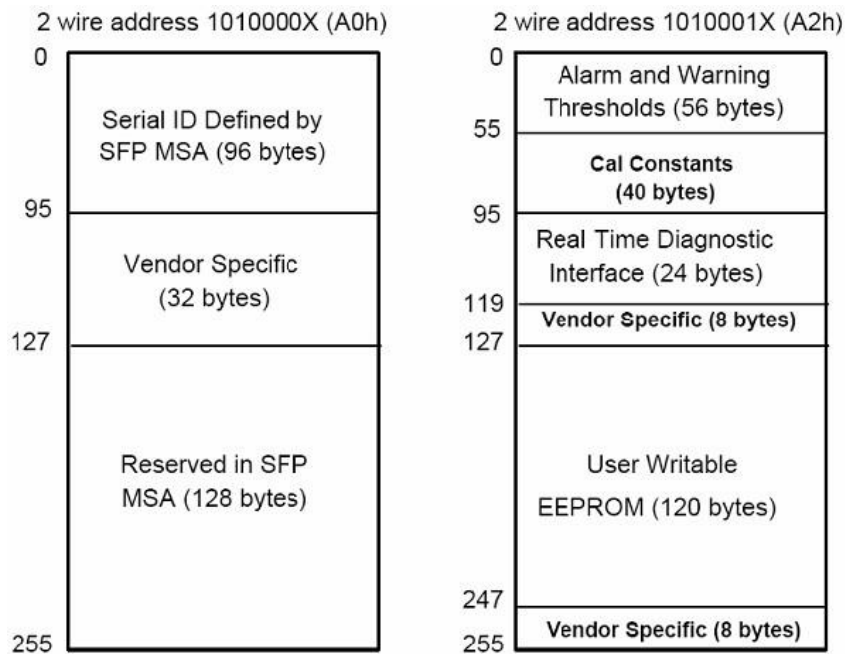 2 wire address 1010000X (A0h)
0
Serial ID Defined by
SFP MSA (96 bytes)
95
Vendor Specific
(32 bytes)
127
Reserved in SFP
MSA (128 bytes)
255
2 wire address 1010001X (A2h)
0
Alarm and Warning
Thresholds (56 bytes)
55
Cal Constants
(40 bytes)
95
Real Time Diagnostic
Interface (24 bytes)
119
Vendor Specific (8 bytes)
127
User Writable
EEPROM (120 bytes)
247
Vendor Specific (8 bytes)
255